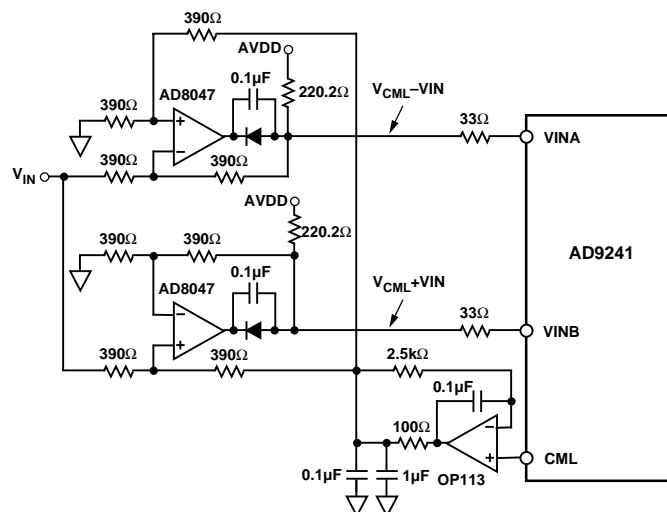 390Ω
AVDD
0.1µF
220.2Ω
AD8047
390Ω
V_CML–VIN
33Ω
VINA
V_IN
390Ω
390Ω
AVDD
220.2Ω
390Ω
390Ω
AD8047
0.1µF
AD9241
V_CML+VIN
33Ω
VINB
390Ω
390Ω
2.5kΩ
0.1µF
100Ω
CML
0.1µF
1µF
OP113
+
–
–
+
–
+